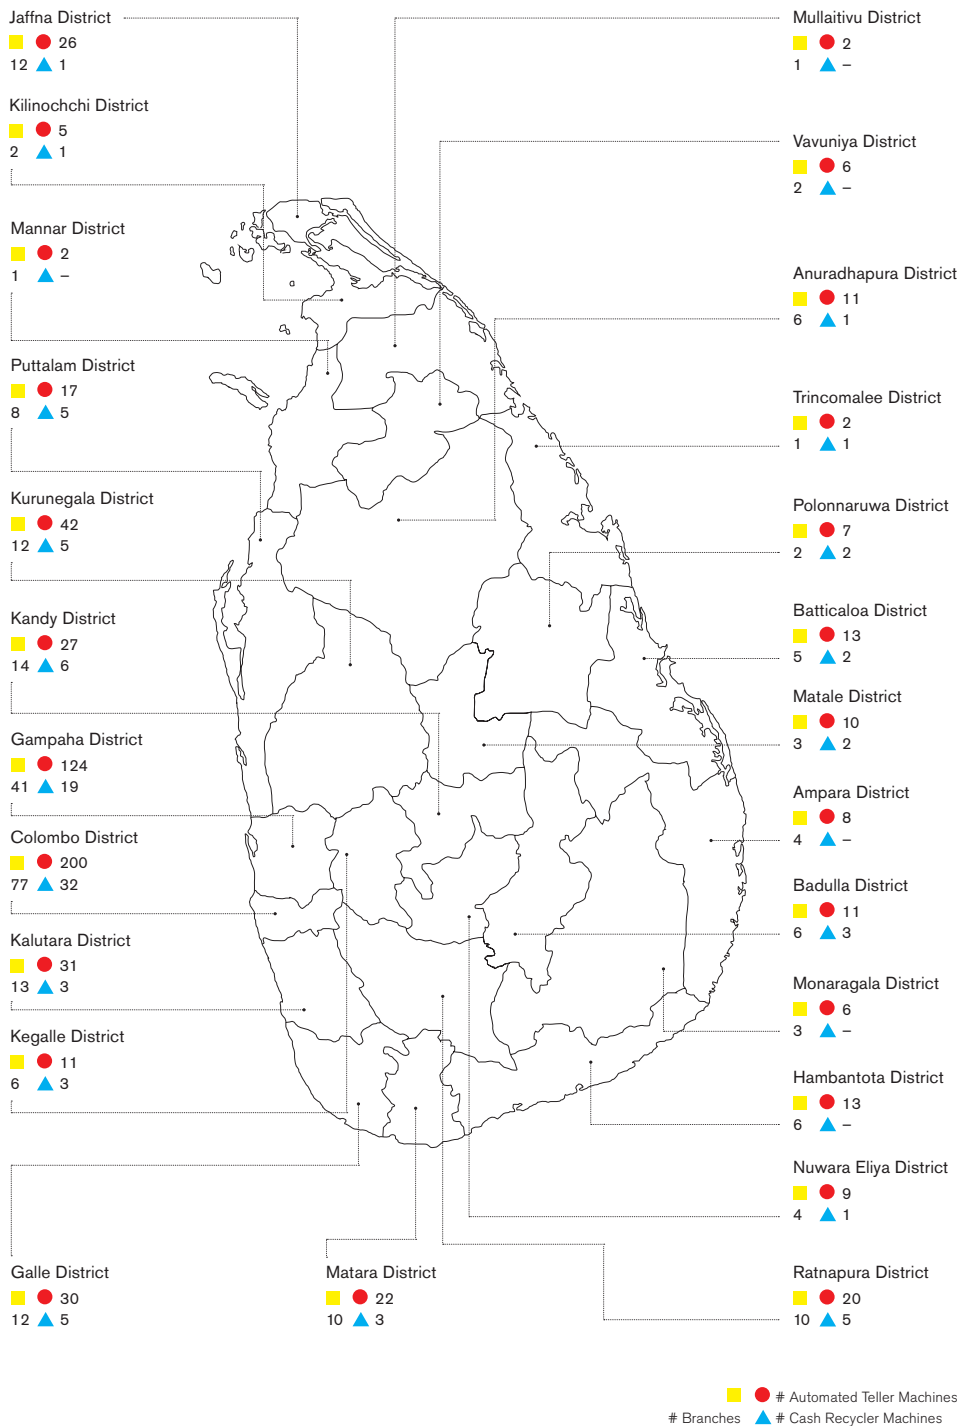 Jaffna District
26
12 1
Kilinochchi District
5
2 1
Mannar District
2
1 –
Puttalam District
17
8 5
Kurunegala District
42
12 5
Kandy District
27
14 6
Gampaha District
124
41 19
Colombo District
200
77 32
Kalutara District
31
13 3
Kegalle District
11
6 3
Galle District
30
12 5
Matara District
22
10 3
Mullaitivu District
2
1 –
Vavuniya District
6
2 –
Anuradhapura District
11
6 1
Trincomalee District
2
1 1
Polonnaruwa District
7
2 2
Batticaloa District
13
5 2
Matale District
10
3 2
Ampara District
8
4 –
Badulla District
11
6 3
Monaragala District
6
3 –
Hambantota District
13
6 –
Nuwara Eliya District
9
4 1
Ratnapura District
20
10 5
# Automated Teller Machines
# Branches # Cash Recycler Machines